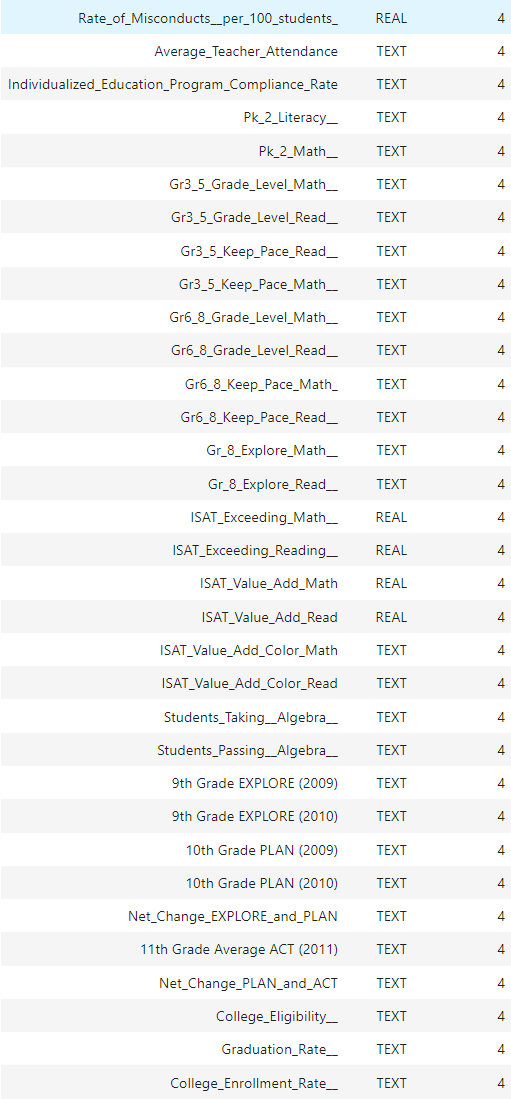 Rate_of_Misconducts__per_100_students_ REAL 4
Average_Teacher_Attendance TEXT 4
Individualized_Education_Program_Compliance_Rate TEXT 4
Pk_2_Literacy__ TEXT 4
Pk_2_Math__ TEXT 4
Gr3_5_Grade_Level_Math__ TEXT 4
Gr3_5_Grade_Level_Read__ TEXT 4
Gr3_5_Keep_Pace_Read__ TEXT 4
Gr3_5_Keep_Pace_Math__ TEXT 4
Gr6_8_Grade_Level_Math__ TEXT 4
Gr6_8_Grade_Level_Read__ TEXT 4
Gr6_8_Keep_Pace_Math_ TEXT 4
Gr6_8_Keep_Pace_Read__ TEXT 4
Gr_8_Explore_Math__ TEXT 4
Gr_8_Explore_Read__ TEXT 4
ISAT_Exceeding_Math__ REAL 4
ISAT_Exceeding_Reading__ REAL 4
ISAT_Value_Add_Math REAL 4
ISAT_Value_Add_Read REAL 4
ISAT_Value_Add_Color_Math TEXT 4
ISAT_Value_Add_Color_Read TEXT 4
Students_Taking__Algebra__ TEXT 4
Students_Passing__Algebra__ TEXT 4
9th Grade EXPLORE (2009) TEXT 4
9th Grade EXPLORE (2010) TEXT 4
10th Grade PLAN (2009) TEXT 4
10th Grade PLAN (2010) TEXT 4
Net_Change_EXPLORE_and_PLAN TEXT 4
11th Grade Average ACT (2011) TEXT 4
Net_Change_PLAN_and_ACT TEXT 4
College_Eligibility__ TEXT 4
Graduation_Rate__ TEXT 4
College_Enrollment_Rate__ TEXT 4